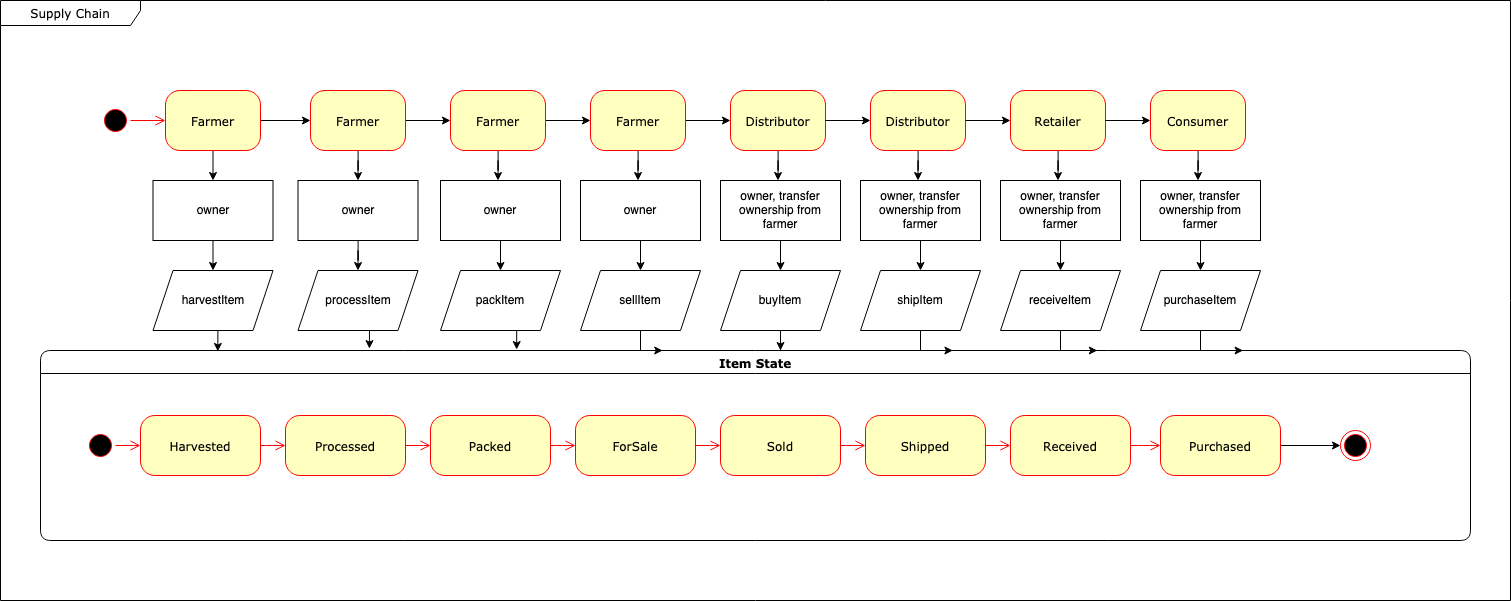 Supply Chain
Farmer
Farmer
Farmer
Farmer
Distributor
Distributor
Retailer
Consumer
owner
owner
owner
owner
owner, transfer
ownership from
farmer
owner, transfer
ownership from
farmer
owner, transfer
ownership from
farmer
owner, transfer
ownership from
farmer
harvestItem
processItem
packItem
sellItem
buyItem
shipItem
receiveItem
purchaseItem
Item State
Harvested
Processed
Packed
ForSale
Sold
Shipped
Received
Purchased